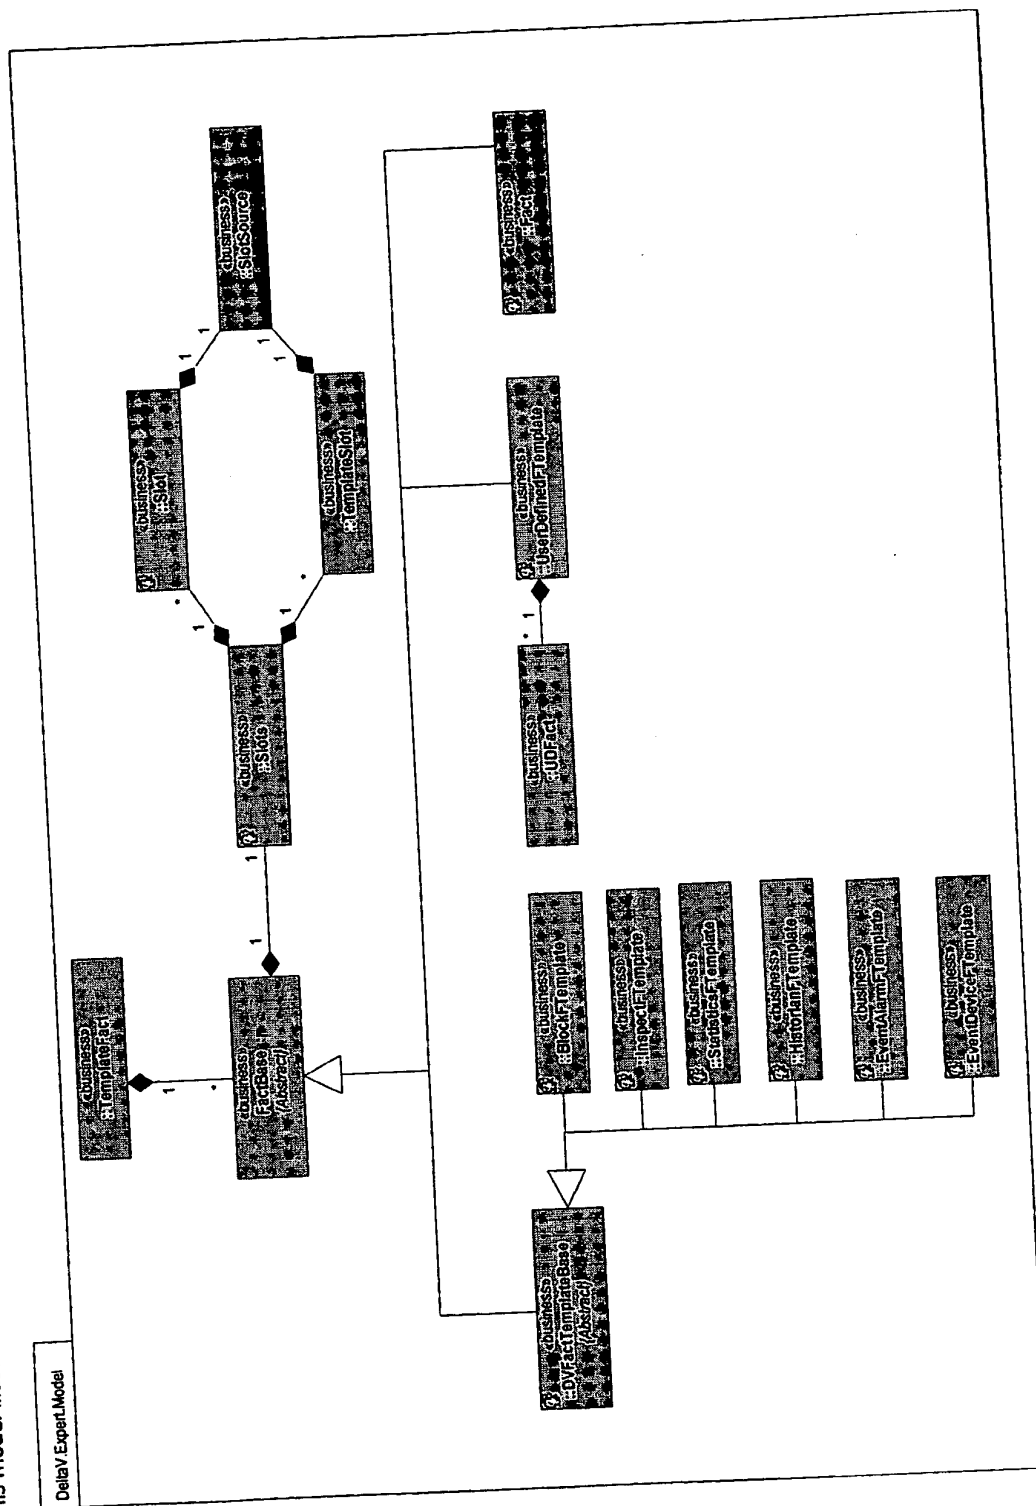 DeltaV.Expert.Model
«business»
::TemplateFact
1
*
«business»
FactBase
{Abstract}
1
1
«business»
::Slots
1
*
«business»
::Slot
1
1
1
*
«business»
::TemplateSlot
1
1
«business»
::SlotSource
«business»
::DVFactTemplateBase
{Abstract}
«business»
::BlockFTemplate
«business»
::InspectFTemplate
«business»
::StatisticsFTemplate
«business»
::HistorianFTemplate
«business»
::EventAlarmFTemplate
«business»
::EventDeviceFTemplate
«business»
::UDFact
*
1
«business»
::UserDefinedFTemplate
«business»
::Fact